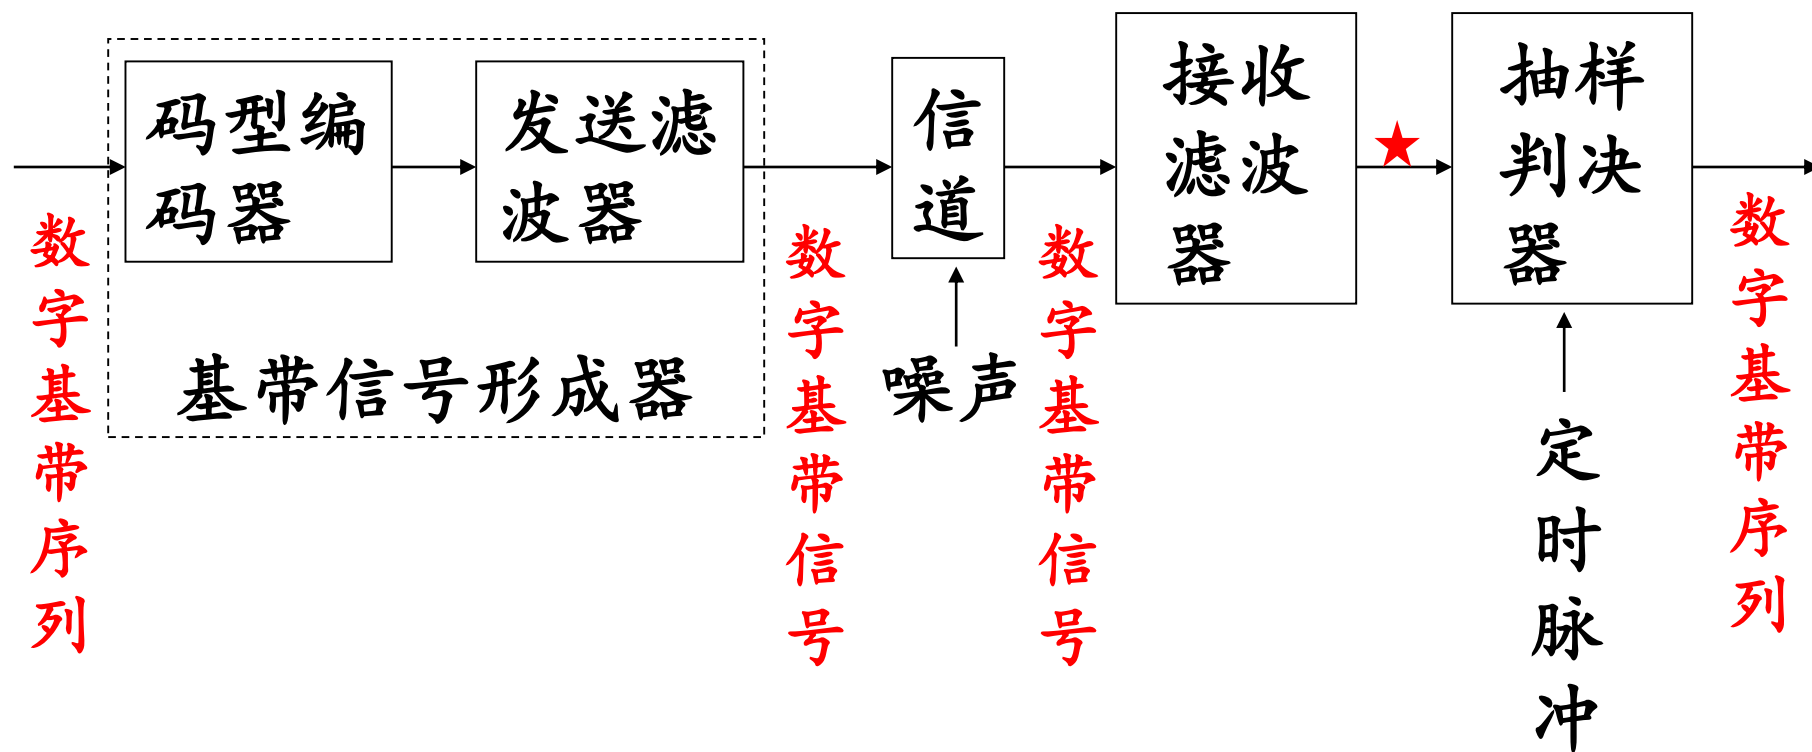 码型编
码器
发送滤
波器
信
道
接收
滤波
器
抽样
判决
器
数字基带序列
基带信号形成器
数字基带信号
噪声
数字基带信号
定时脉冲
数字基带序列